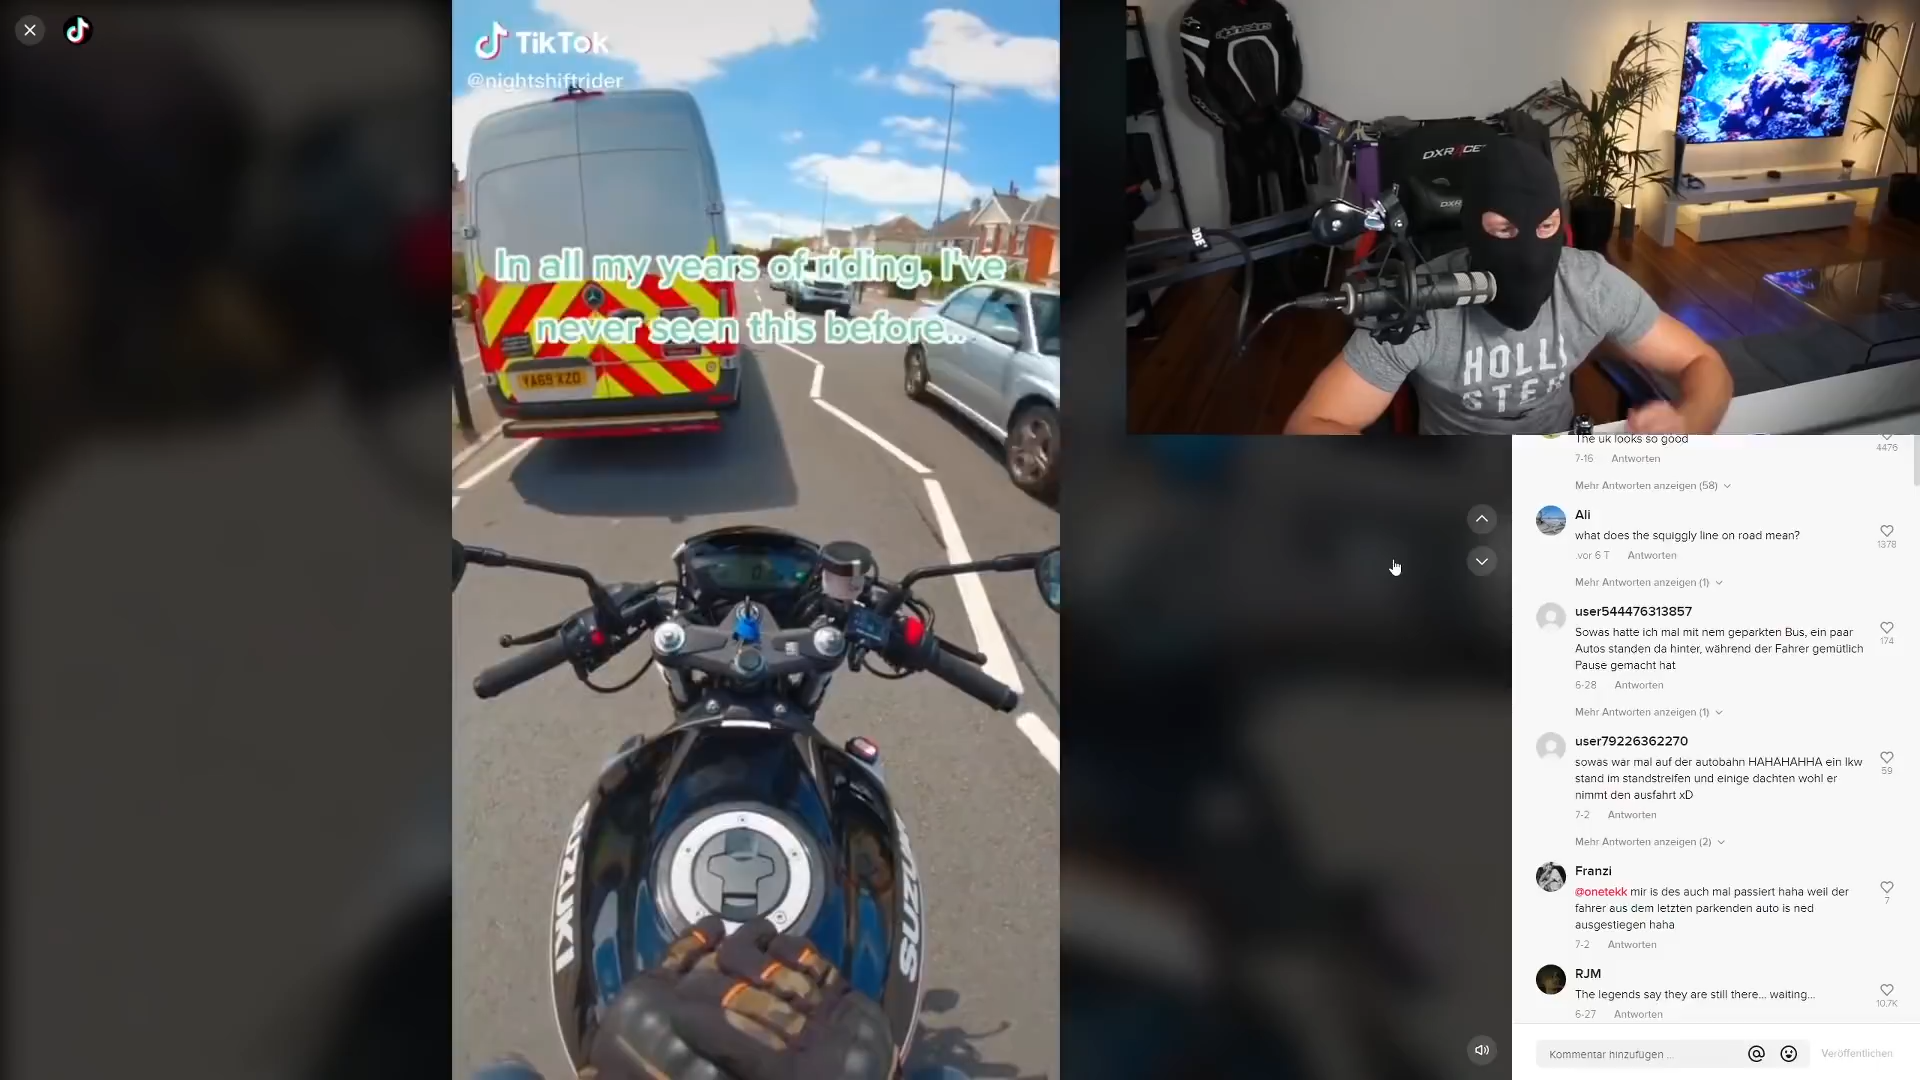 TikTok
@nightshiftrider
In all my years of riding, I've
never seen this before..
YA69 XZO
SUZUKI
SUZUKI
alpinestars
DXRACER
DXR
HOLLI
STER
The uk looks so good
4476
7-16 Antworten
Mehr Antworten anzeigen (58)
Ali
what does the squiggly line on road mean?
1378
.vor 6 T Antworten
Mehr Antworten anzeigen (1)
user544476313857
Sowas hatte ich mal mit nem geparkten Bus, ein paar
Autos standen da hinter, während der Fahrer gemütlich
Pause gemacht hat
174
6-28 Antworten
Mehr Antworten anzeigen (1)
user79226362270
sowas war mal auf der autobahn HAHAHAHHA ein lkw
stand im standstreifen und einige dachten wohl er
nimmt den ausfahrt xD
59
7-2 Antworten
Mehr Antworten anzeigen (2)
Franzi
@onetekk mir is des auch mal passiert haha weil der
fahrer aus dem letzten parkenden auto is ned
ausgestiegen haha
7
7-2 Antworten
RJM
The legends say they are still there... waiting...
10.7K
6-27 Antworten
Kommentar hinzufügen ...
Veröffentlichen